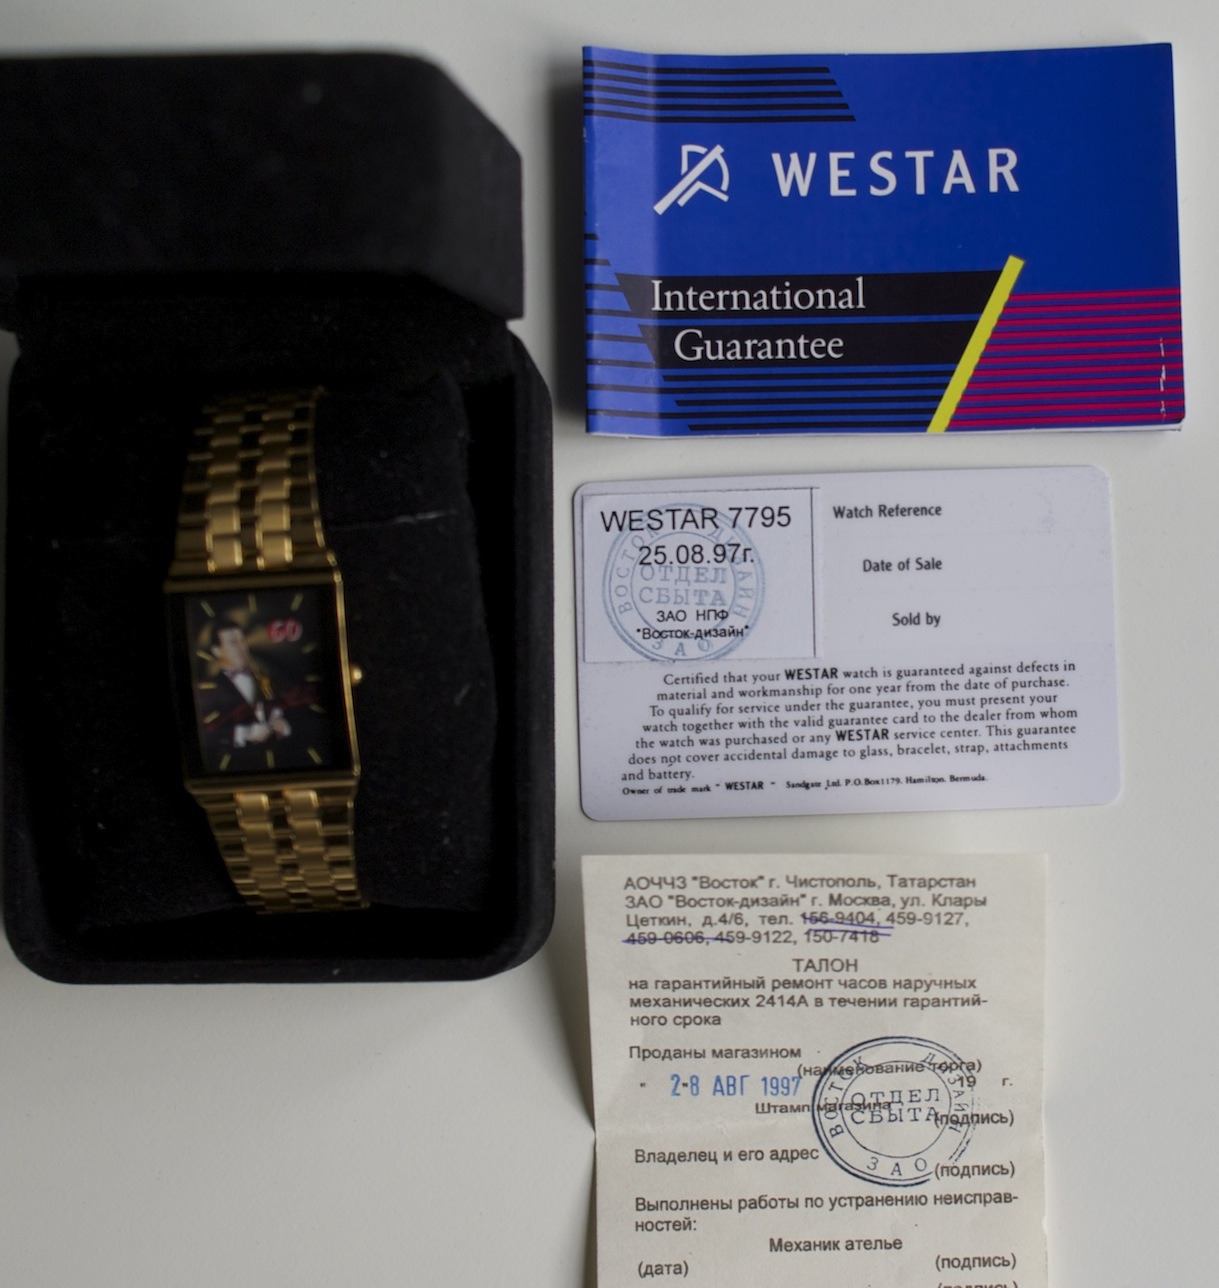 WESTAR
International
Guarantee
60
WESTAR 7795
25.08.97г.
ВОСТОК ДИЗАЙН
ОТДЕЛ
СБЫТА
ЗАО НПФ
"Восток-дизайн"
ЗАО
Watch Reference
Date of Sale
Sold by
Certified that your WESTAR watch is guaranteed against defects in
material and workmanship for one year from the date of purchase.
To qualify for service under the guarantee, you must present your
watch together with the valid guarantee card to the dealer from whom
the watch was purchased or any WESTAR service center. This guarantee
does not cover accidental damage to glass, bracelet, strap, attachments
and battery.
Owner of trade mark - WESTAR - Sandgate Ltd. P.O.Box1179. Hamilton. Bermuda.
АОЧЧЗ "Восток" г. Чистополь, Татарстан
ЗАО "Восток-дизайн" г. Москва, ул. Клары
Цеткин, д.4/6, тел. 156-9404, 459-9127,
459-0606, 459-9122, 150-7418
ТАЛОН
на гарантийный ремонт часов наручных
механических 2414А в течении гарантий-
ного срока
Проданы магазином
(наименование торга)
" 28 АВГ 1997 19 г.
Штамп магазина (подпись)
ВОСТОК ДИЗАЙН
ОТДЕЛ
СБЫТА
ЗАО
Владелец и его адрес
(подпись)
Выполнены работы по устранению неисправ-
ностей:
Механик ателье
(дата) (подпись)